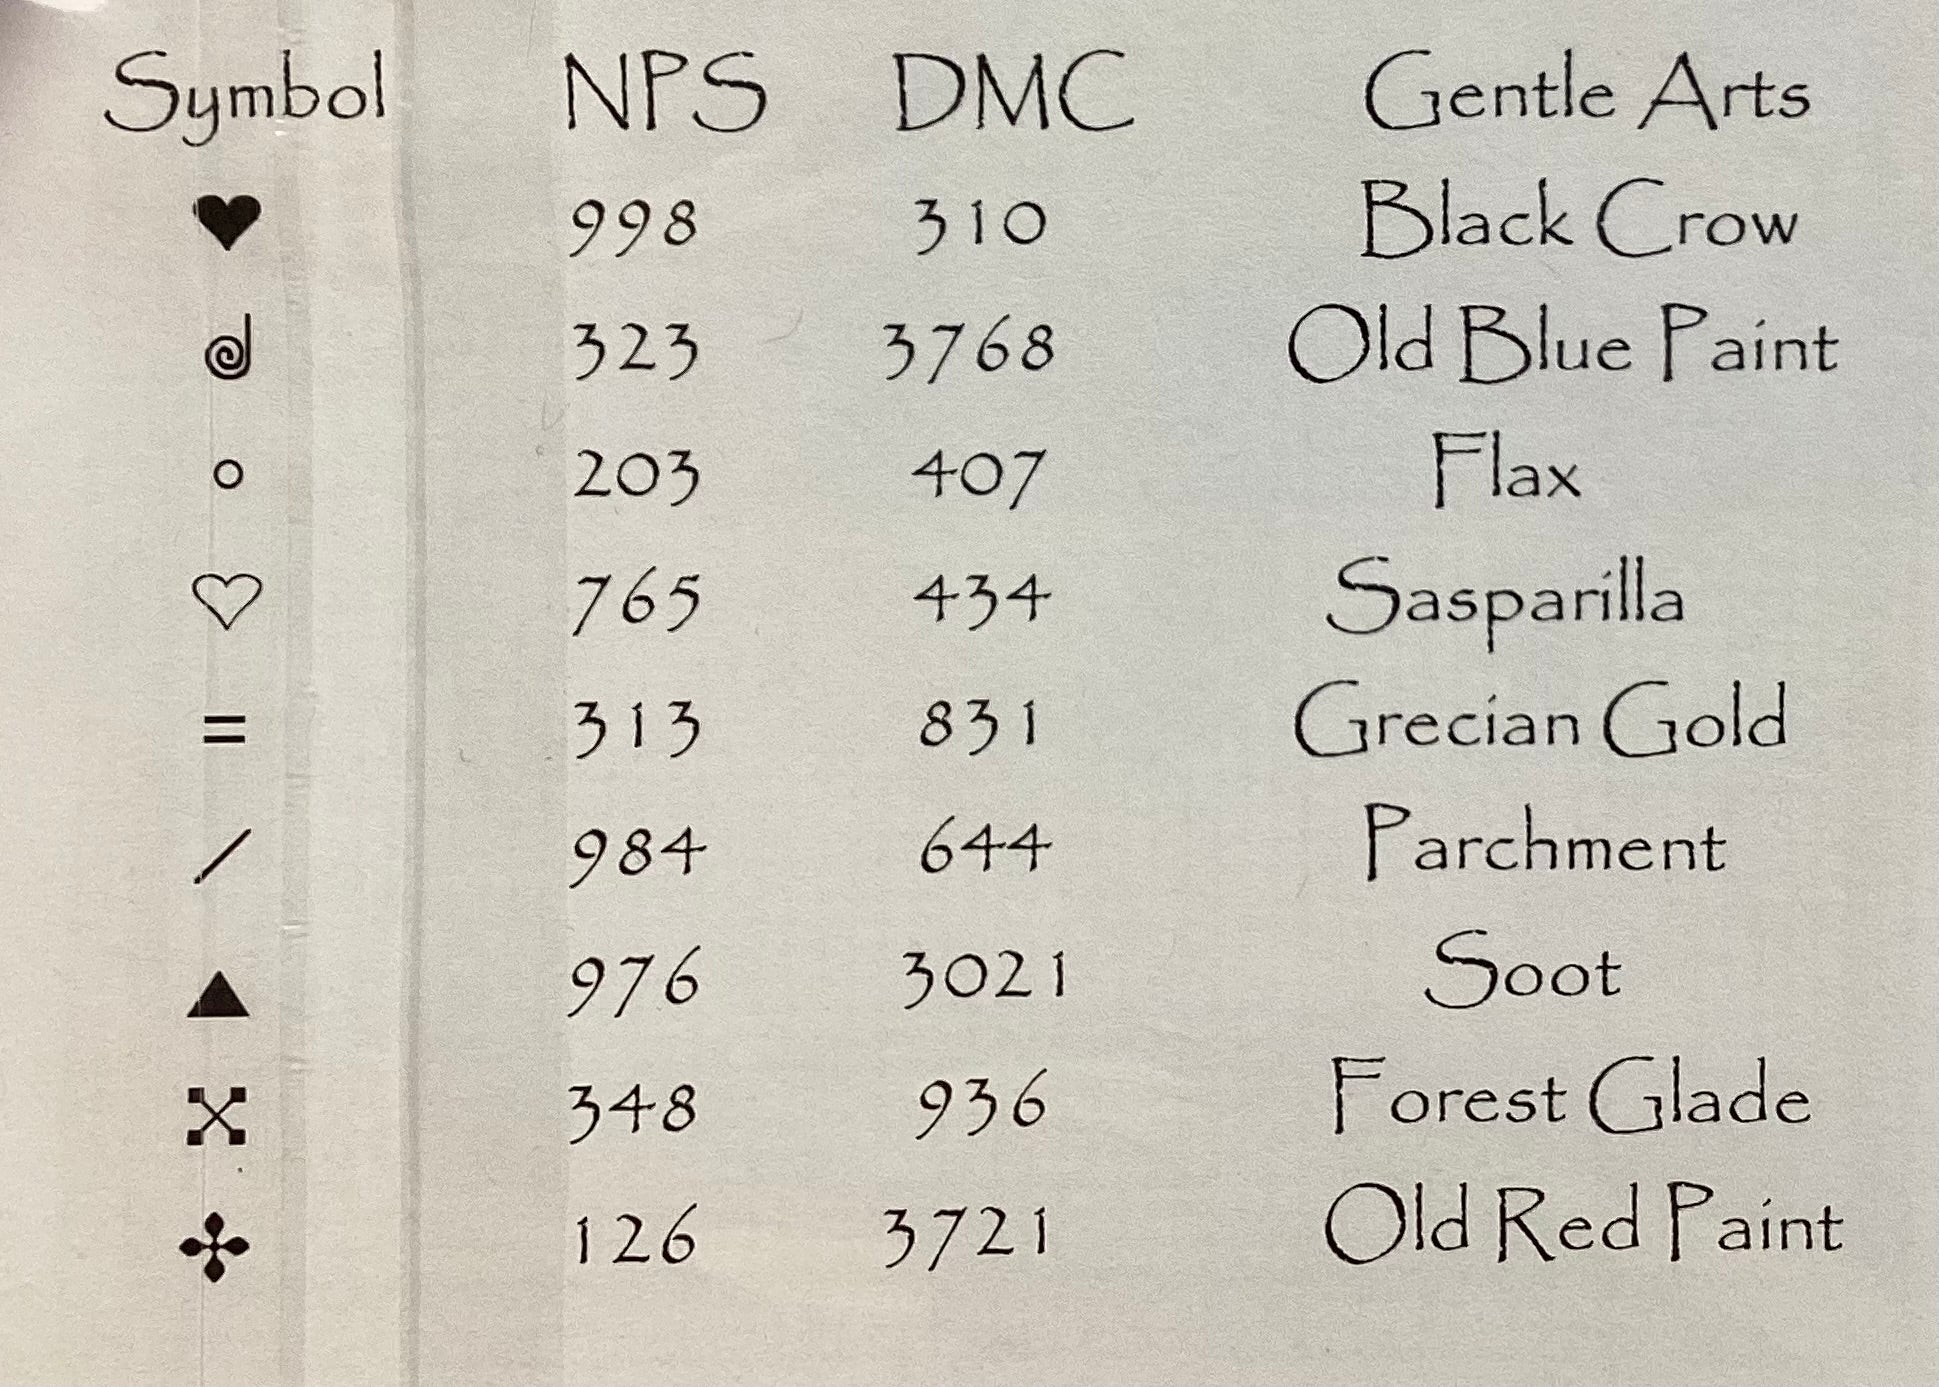 Symbol NPS DMC Gentle Arts
♥ 998 310 Black Crow
323 3768 Old Blue Paint
○ 203 407 Flax
♡ 765 434 Sasparilla
= 313 831 Grecian Gold
/ 984 644 Parchment
▲ 976 3021 Soot
348 936 Forest Glade
126 3721 Old Red Paint